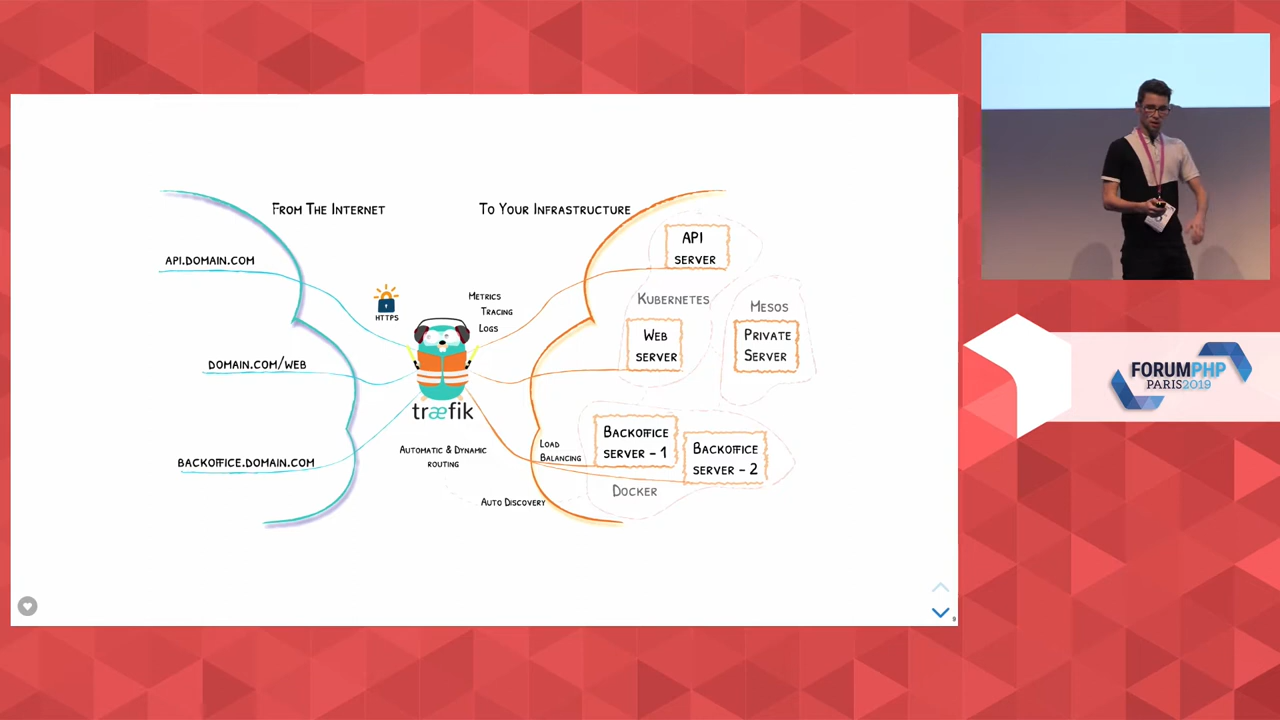 From The Internet
To Your Infrastructure
api.domain.com
API
server
HTTPS
Metrics
Tracing
Logs
Kubernetes
Mesos
Web
server
Private
Server
domain.com/web
træfik
Backoffice
server - 1
Backoffice
server - 2
Load
Balancing
Automatic & Dynamic
routing
backoffice.domain.com
Docker
Auto Discovery
9
FORUMPHP
PARIS2019